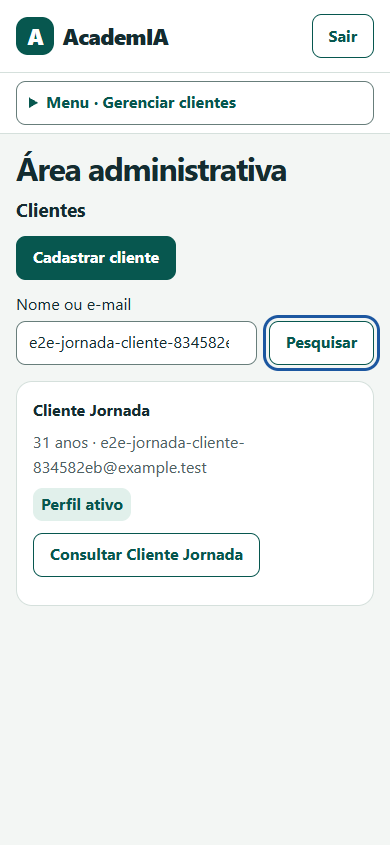 A AcademIA
Sair
Menu · Gerenciar clientes
Área administrativa
Clientes
Cadastrar cliente
Nome ou e-mail
e2e-jornada-cliente-834582e
Pesquisar
Cliente Jornada
31 anos · e2e-jornada-cliente-
834582eb@example.test
Perfil ativo
Consultar Cliente Jornada